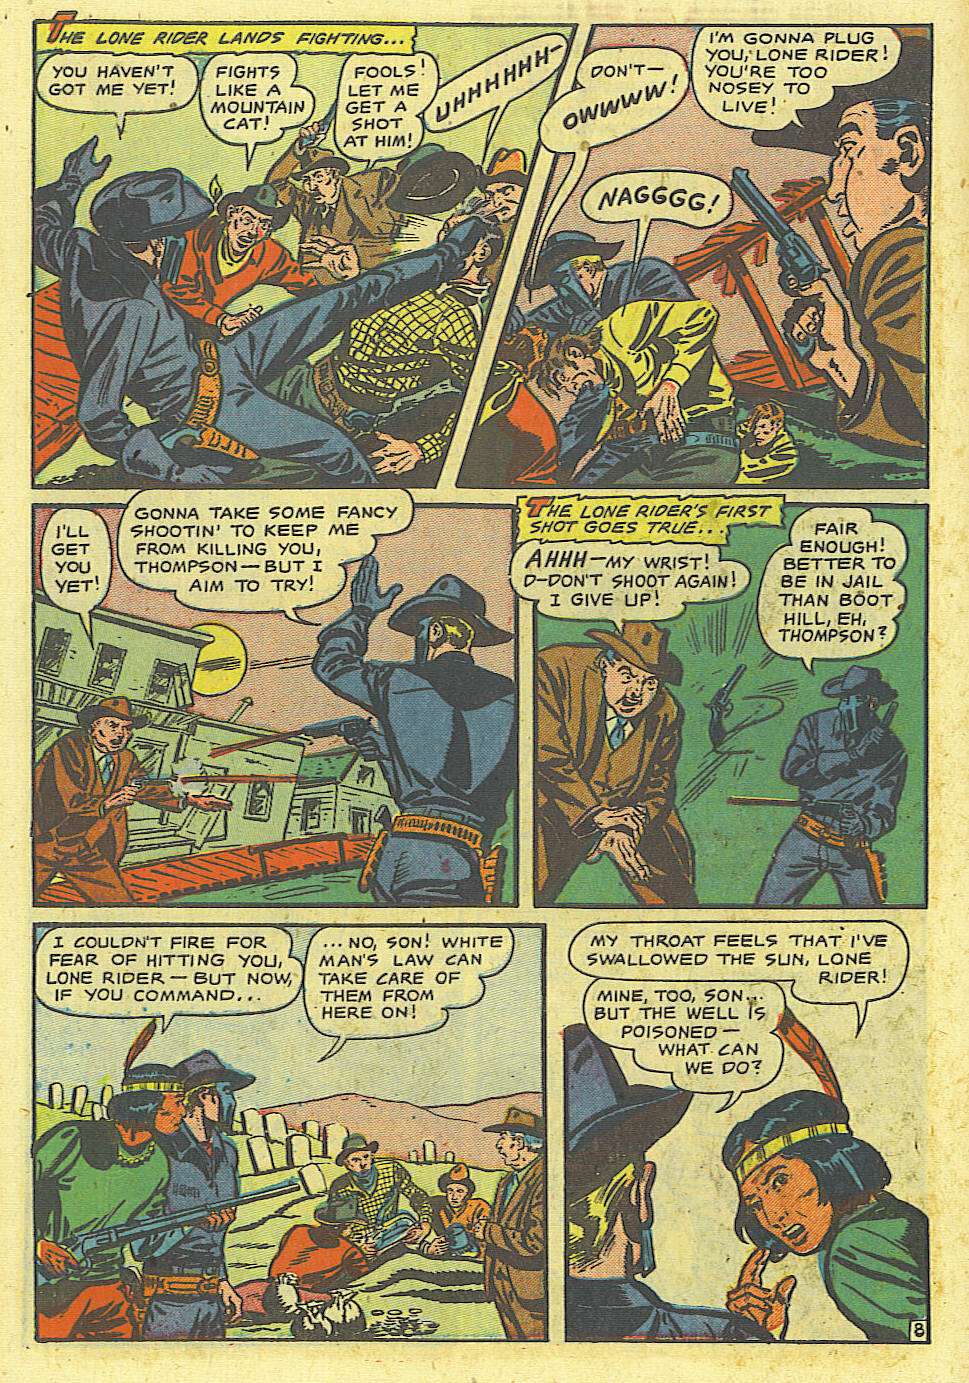 THE LONE RIDER LANDS FIGHTING...
YOU HAVEN'T
GOT ME YET!
FIGHTS
LIKE A
MOUNTAIN
CAT!
FOOLS!
LET ME
GET A
SHOT
AT HIM!
UHHHHHH-
DON'T-
OWWWW!
I'M GONNA PLUG
YOU, LONE RIDER!
YOU'RE TOO
NOSEY TO
LIVE!
NAGGGG!
I'LL
GET
YOU
YET!
GONNA TAKE SOME FANCY
SHOOTIN' TO KEEP ME
FROM KILLING YOU,
THOMPSON-BUT I
AIM TO TRY!
THE LONE RIDER'S FIRST
SHOT GOES TRUE...
AHHH-MY WRIST!
D-DON'T SHOOT AGAIN!
I GIVE UP!
FAIR
ENOUGH!
BETTER TO
BE IN JAIL
THAN BOOT
HILL, EH,
THOMPSON?
I COULDN'T FIRE FOR
FEAR OF HITTING YOU,
LONE RIDER-BUT NOW,
IF YOU COMMAND...
...NO, SON! WHITE
MAN'S LAW CAN
TAKE CARE OF
THEM FROM
HERE ON!
MY THROAT FEELS THAT I'VE
SWALLOWED THE SUN, LONE
RIDER!
MINE, TOO, SON...
BUT THE WELL IS
POISONED-
WHAT CAN
WE DO?
8